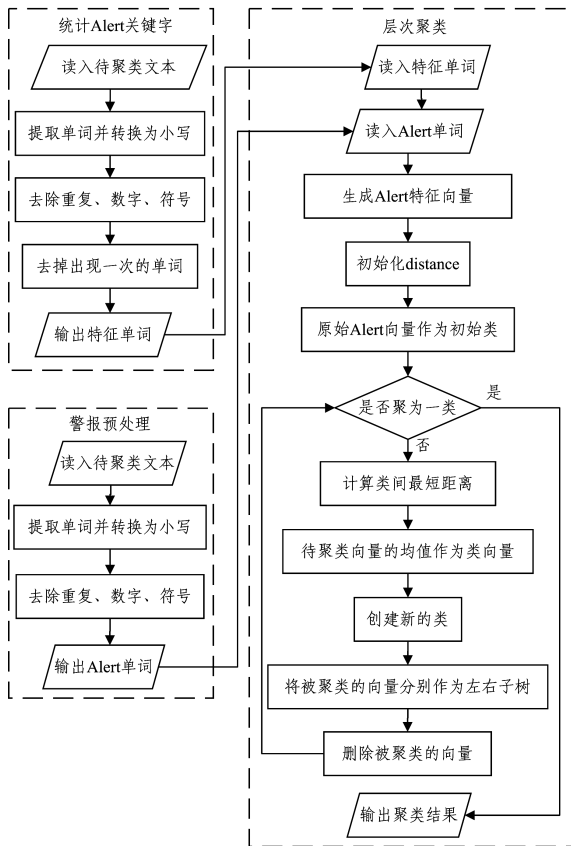 统计Alert关键字
读入待聚类文本
提取单词并转换为小写
去除重复、数字、符号
去掉出现一次的单词
输出特征单词
警报预处理
读入待聚类文本
提取单词并转换为小写
去除重复、数字、符号
输出Alert单词
层次聚类
读入特征单词
读入Alert单词
生成Alert特征向量
初始化distance
原始Alert向量作为初始类
是否聚为一类
是
否
计算类间最短距离
待聚类向量的均值作为类向量
创建新的类
将被聚类的向量分别作为左右子树
删除被聚类的向量
输出聚类结果